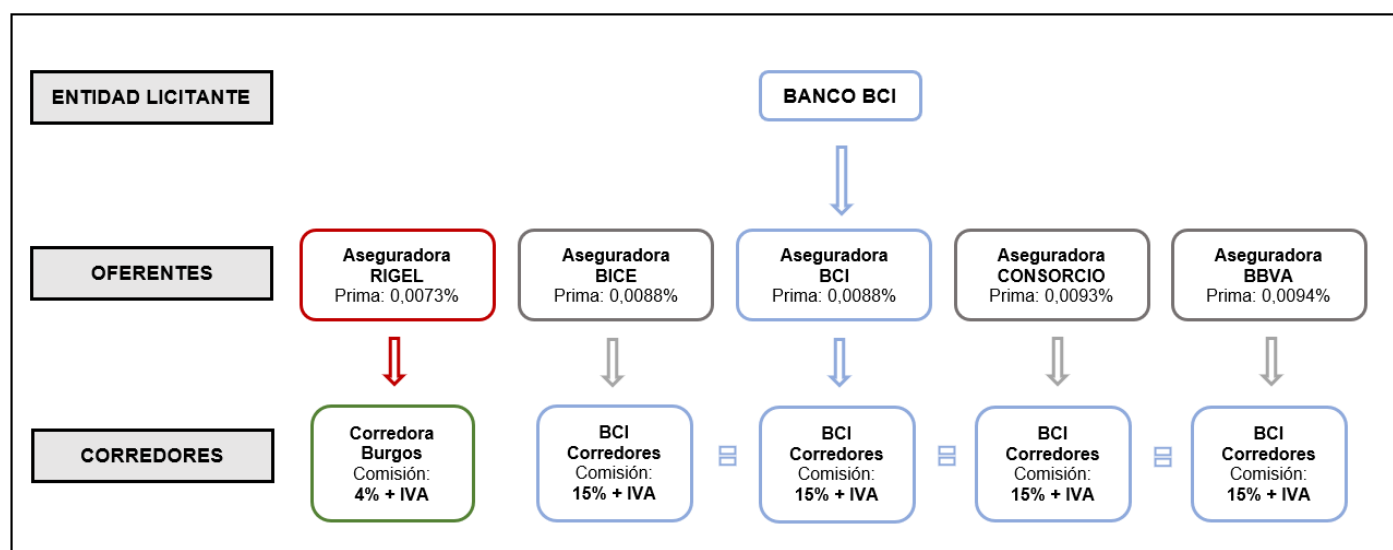 ENTIDAD LICITANTE
BANCO BCI
OFERENTES
Aseguradora
RIGEL
Prima: 0,0073%
Aseguradora
BICE
Prima: 0,0088%
Aseguradora
BCI
Prima: 0,0088%
Aseguradora
CONSORCIO
Prima: 0,0093%
Aseguradora
BBVA
Prima: 0,0094%
CORREDORES
Corredora
Burgos
Comisión:
4% + IVA
BCI
Corredores
Comisión:
15% + IVA
BCI
Corredores
Comisión:
15% + IVA
BCI
Corredores
Comisión:
15% + IVA
BCI
Corredores
Comisión:
15% + IVA